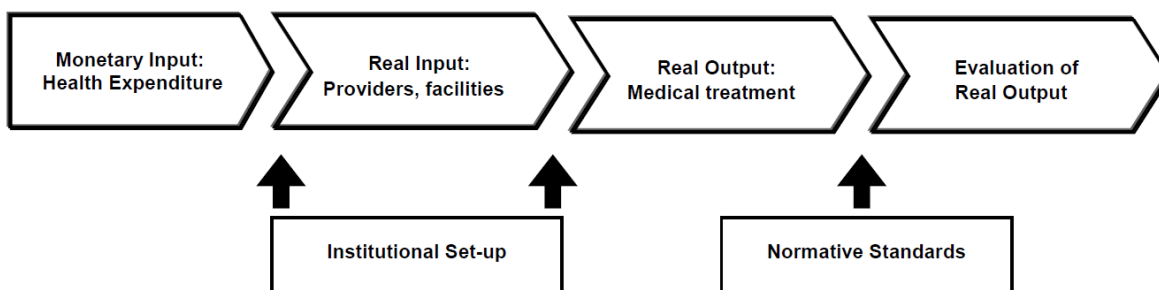 Monetary Input:
Health Expenditure
Real Input:
Providers, facilities
Real Output:
Medical treatment
Evaluation of
Real Output
Institutional Set-up
Normative Standards